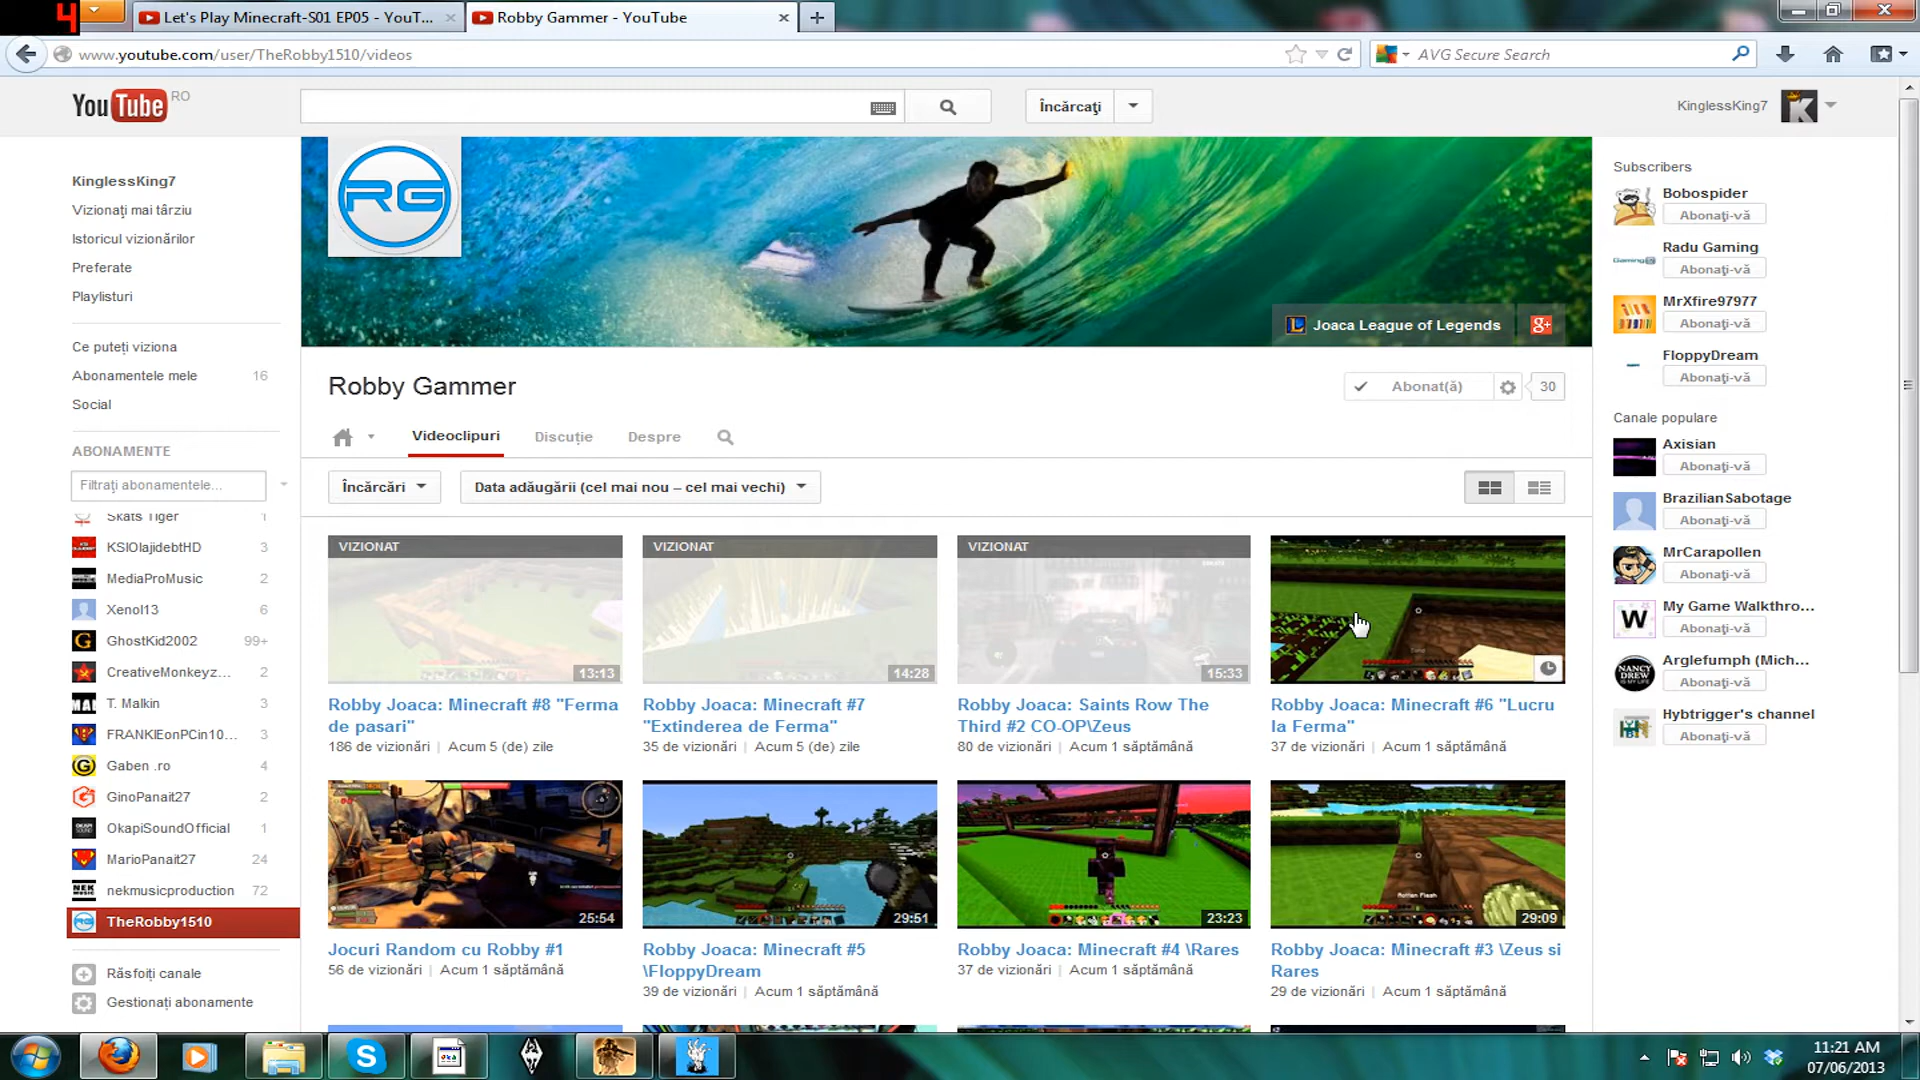 4
Let's Play Minecraft-S01 EP05 - YouT...
Robby Gammer - YouTube
www.youtube.com/user/TheRobby1510/videos
AVG Secure Search
YouTube RO
Încărcați
KinglessKing7
K
KinglessKing7
Vizionați mai târziu
Istoricul vizionărilor
Preferate
Playlisturi
Ce puteți viziona
Abonamentele mele 16
Social
ABONAMENTE
Filtrați abonamentele...
Skats Tiger 1
KSIOlajidebtHD 3
MediaProMusic 2
Xenol13 6
GhostKid2002 99+
CreativeMonkeyz... 2
T. Malkin 3
FRANKIEonPCin10... 3
Gaben .ro 4
GinoPanait27 2
OkapiSoundOfficial 1
MarioPanait27 24
nekmusicproduction 72
TheRobby1510
Răsfoiți canale
Gestionați abonamente
RG
Joaca League of Legends
g+
Robby Gammer
Abonat(ă) 30
Videoclipuri Discuție Despre
Încărcări
Data adăugării (cel mai nou – cel mai vechi)
VIZIONAT
13:13
Robby Joaca: Minecraft #8 "Ferma
de pasari"
186 de vizionări | Acum 5 (de) zile
VIZIONAT
14:28
Robby Joaca: Minecraft #7
"Extinderea de Ferma"
35 de vizionări | Acum 5 (de) zile
VIZIONAT
15:33
Robby Joaca: Saints Row The
Third #2 CO-OP\Zeus
80 de vizionări | Acum 1 săptămână
Robby Joaca: Minecraft #6 "Lucru
la Ferma"
37 de vizionări | Acum 1 săptămână
25:54
Jocuri Random cu Robby #1
56 de vizionări | Acum 1 săptămână
29:51
Robby Joaca: Minecraft #5
\FloppyDream
39 de vizionări | Acum 1 săptămână
23:23
Robby Joaca: Minecraft #4 \Rares
37 de vizionări | Acum 1 săptămână
Rotten Flesh
29:09
Robby Joaca: Minecraft #3 \Zeus si
Rares
29 de vizionări | Acum 1 săptămână
Subscribers
Bobospider
Abonați-vă
Radu Gaming
Abonați-vă
MrXfire97977
Abonați-vă
FloppyDream
Abonați-vă
Canale populare
Axisian
Abonați-vă
BrazilianSabotage
Abonați-vă
MrCarapollen
Abonați-vă
W
My Game Walkthro...
Abonați-vă
NANCY
DREW
Arglefumph (Mich...
Abonați-vă
Hybtrigger's channel
Abonați-vă
11:21 AM
07/06/2013